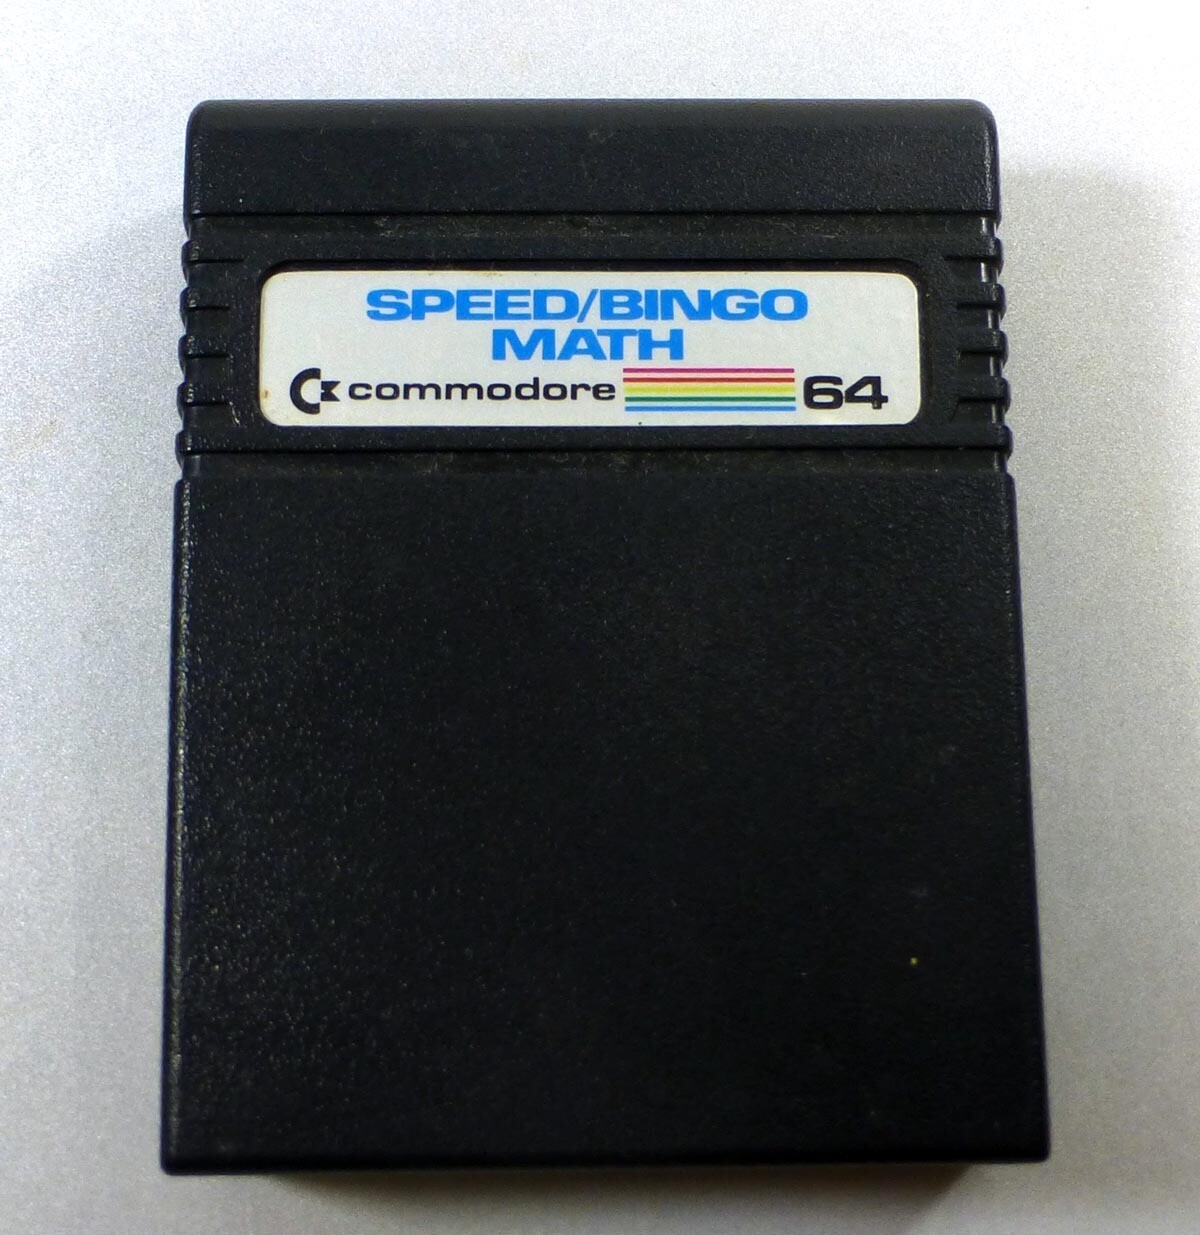 SPEED/BINGO
MATH
commodore 64